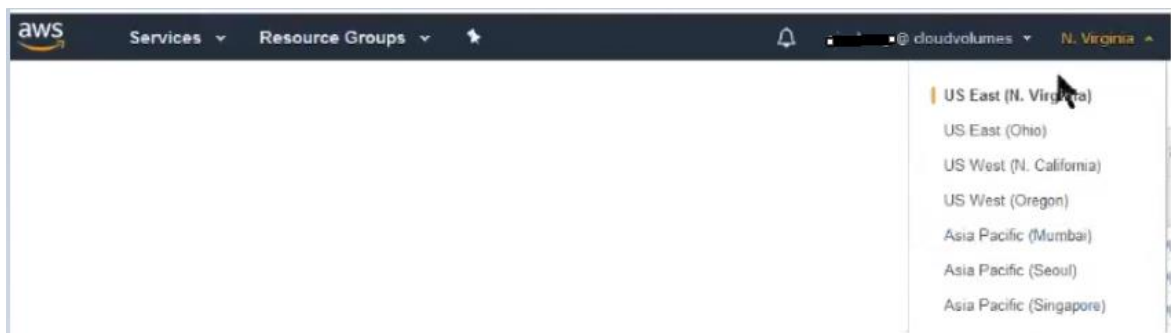 aws Services Resource Groups @ cloudvolumes N. Virginia
US East (N. Virginia)
US East (Ohio)
US West (N. California)
US West (Oregon)
Asia Pacific (Mumbai)
Asia Pacific (Seoul)
Asia Pacific (Singapore)